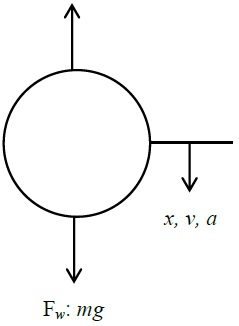 x, v, a
F_w: mg